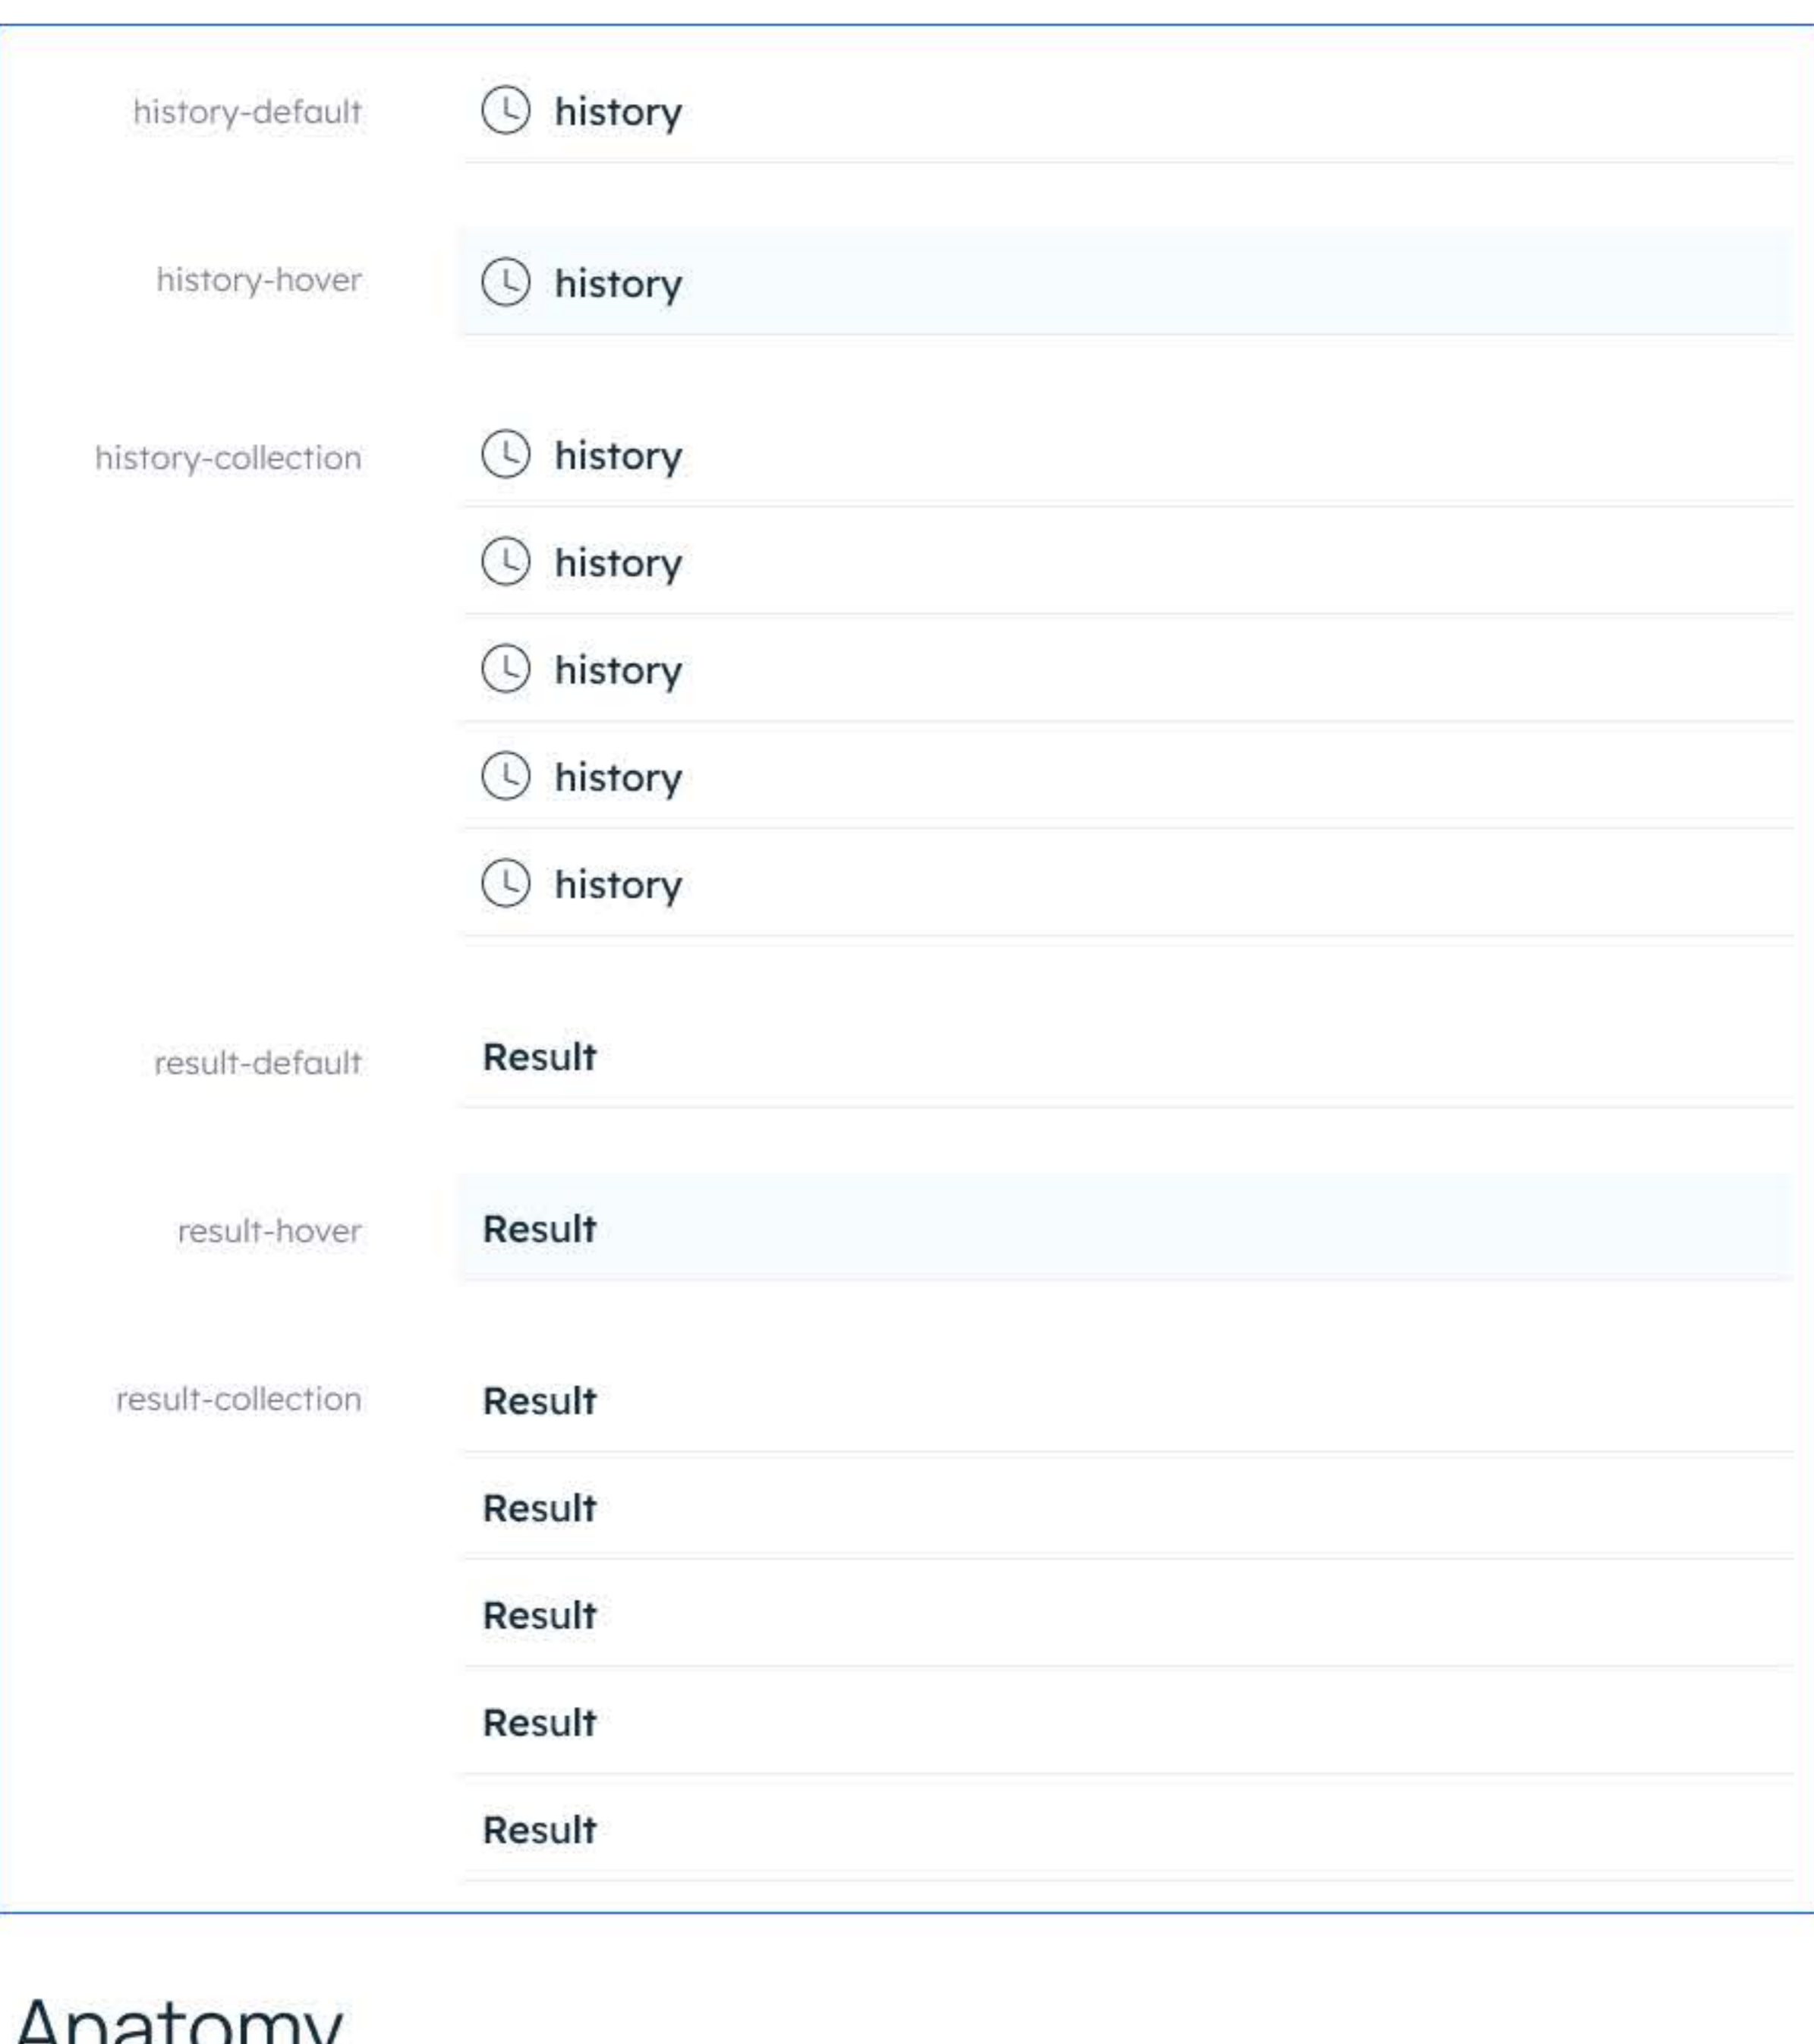 history-default history
history-hover history
history-collection history
history
history
history
history
result-default Result
result-hover Result
result-collection Result
Result
Result
Result
Result
Anatomy